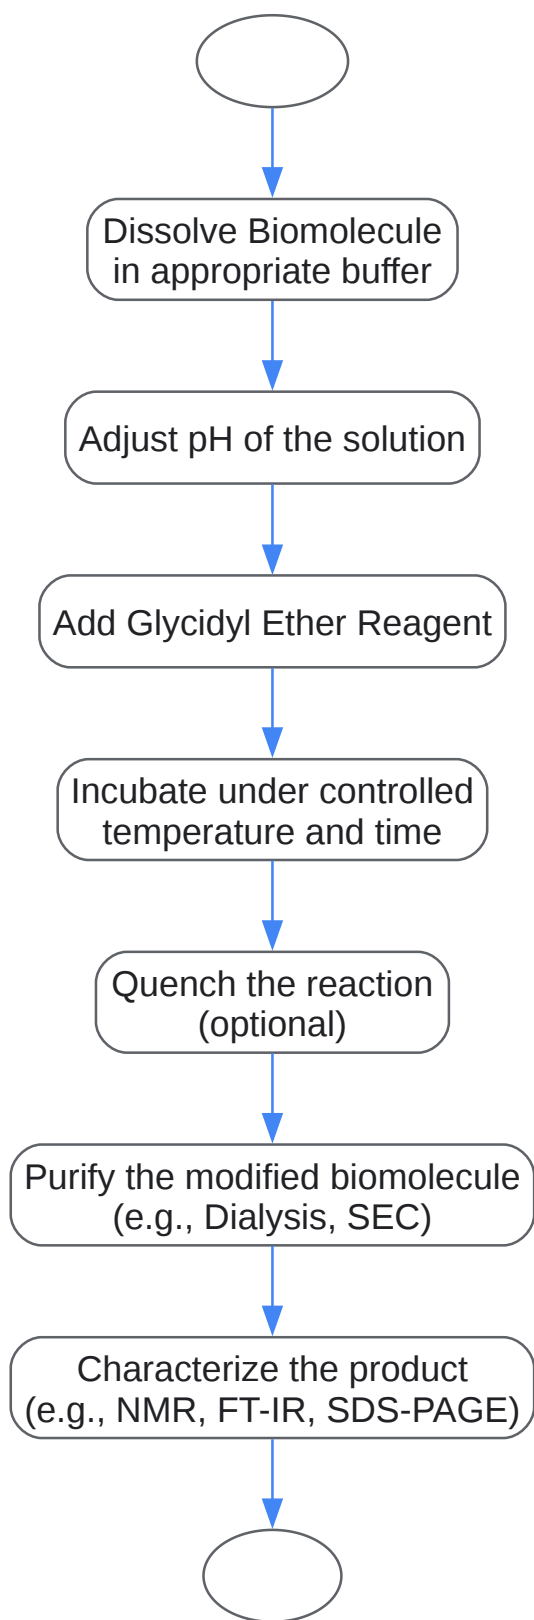 Dissolve Biomolecule
in appropriate buffer
Adjust pH of the solution
Add Glycidyl Ether Reagent
Incubate under controlled
temperature and time
Quench the reaction
(optional)
Purify the modified biomolecule
(e.g., Dialysis, SEC)
Characterize the product
(e.g., NMR, FT-IR, SDS-PAGE)